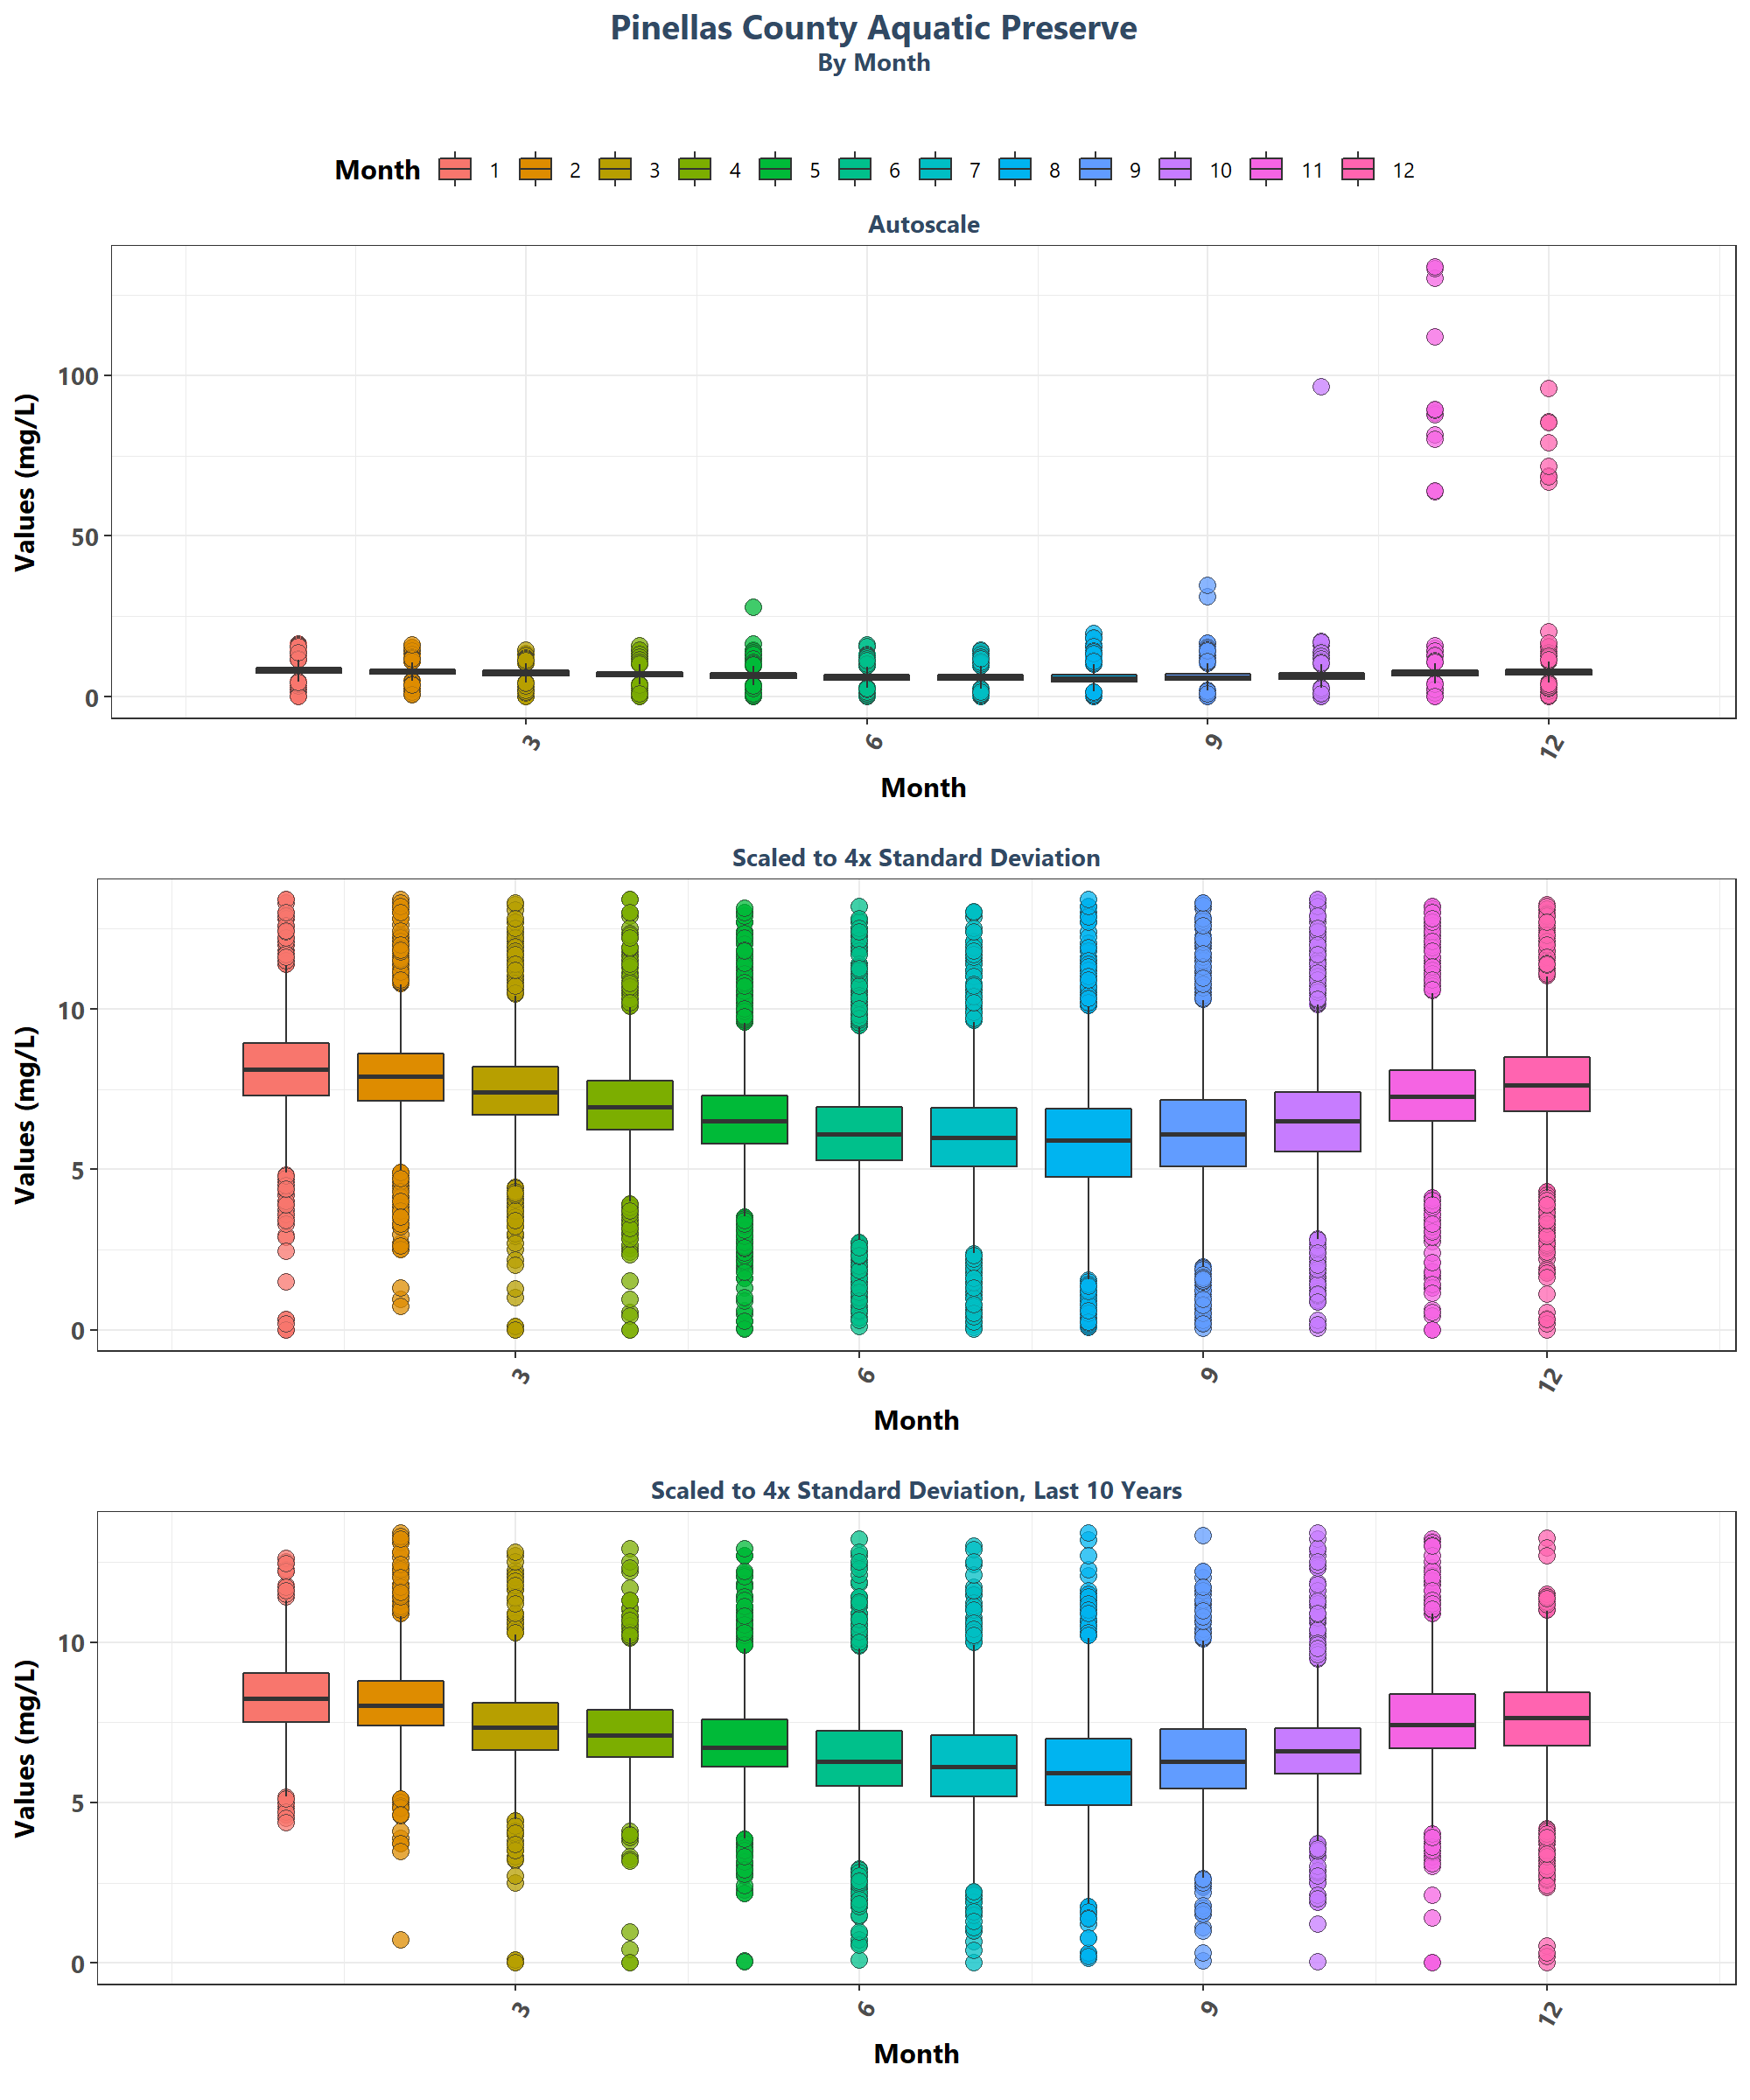 Pinellas County Aquatic Preserve
By Month
Month 1 2 3 4 5 6 7 8 9 10 11 12
Autoscale
Values (mg/L)
100
50
0
3 6 9 12
Month
Scaled to 4x Standard Deviation
Values (mg/L)
10
5
0
3 6 9 12
Month
Scaled to 4x Standard Deviation, Last 10 Years
Values (mg/L)
10
5
0
3 6 9 12
Month